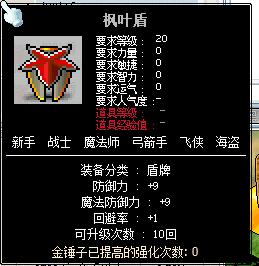 枫叶盾
要求等级： 20
要求力量： 0
要求敏捷： 0
要求智力： 0
要求运气： 0
要求人气度：-
道具等级： -
道具经验值： -
新手 战士 魔法师 弓箭手 飞侠 海盗
装备分类：盾牌
防御力：+9
魔法防御力：+9
回避率：+1
可升级次数：10回
金锤子已提高的强化次数: 0